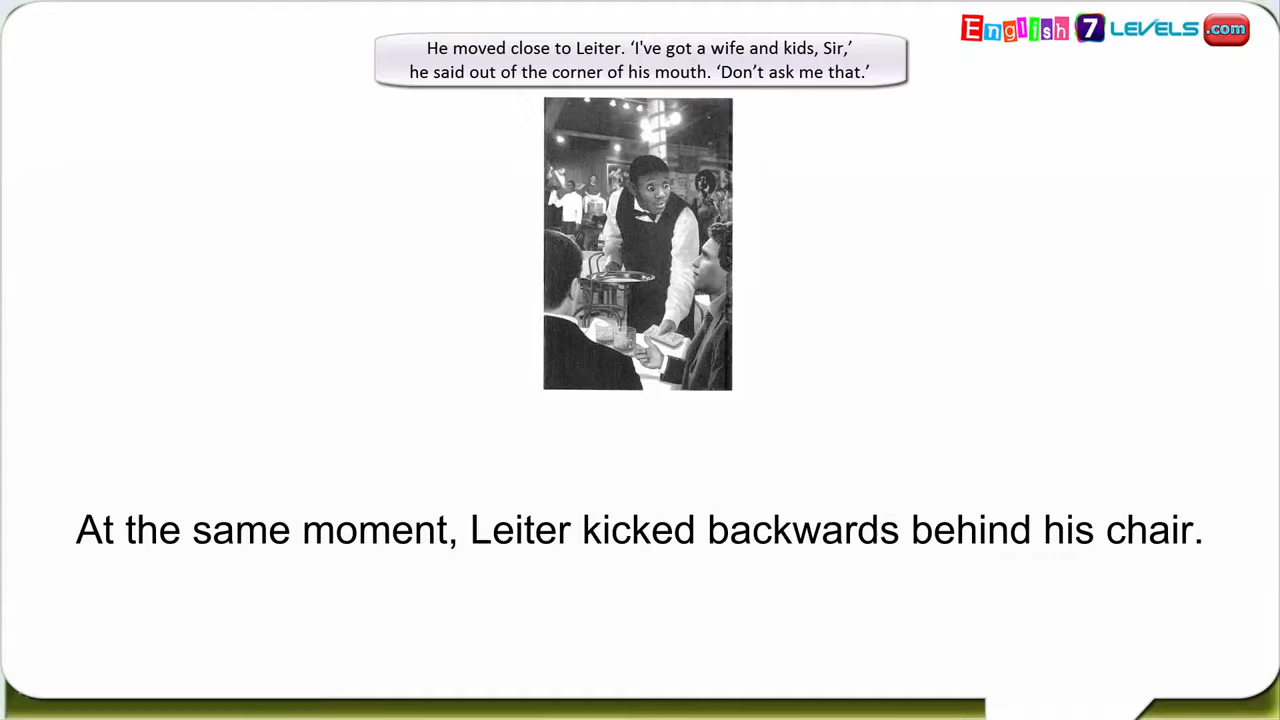 English 7 LEVELS .com
He moved close to Leiter. ‘I've got a wife and kids, Sir,’
he said out of the corner of his mouth. ‘Don’t ask me that.’
At the same moment, Leiter kicked backwards behind his chair.